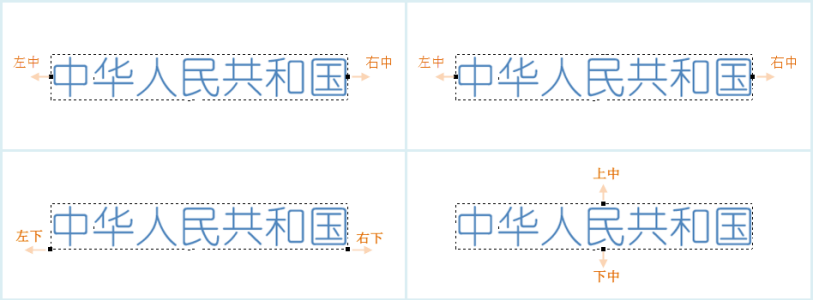 左中 中华人民共和国 右中
左中 中华人民共和国 右中
左下 中华人民共和国 右下
上中
中华人民共和国
下中